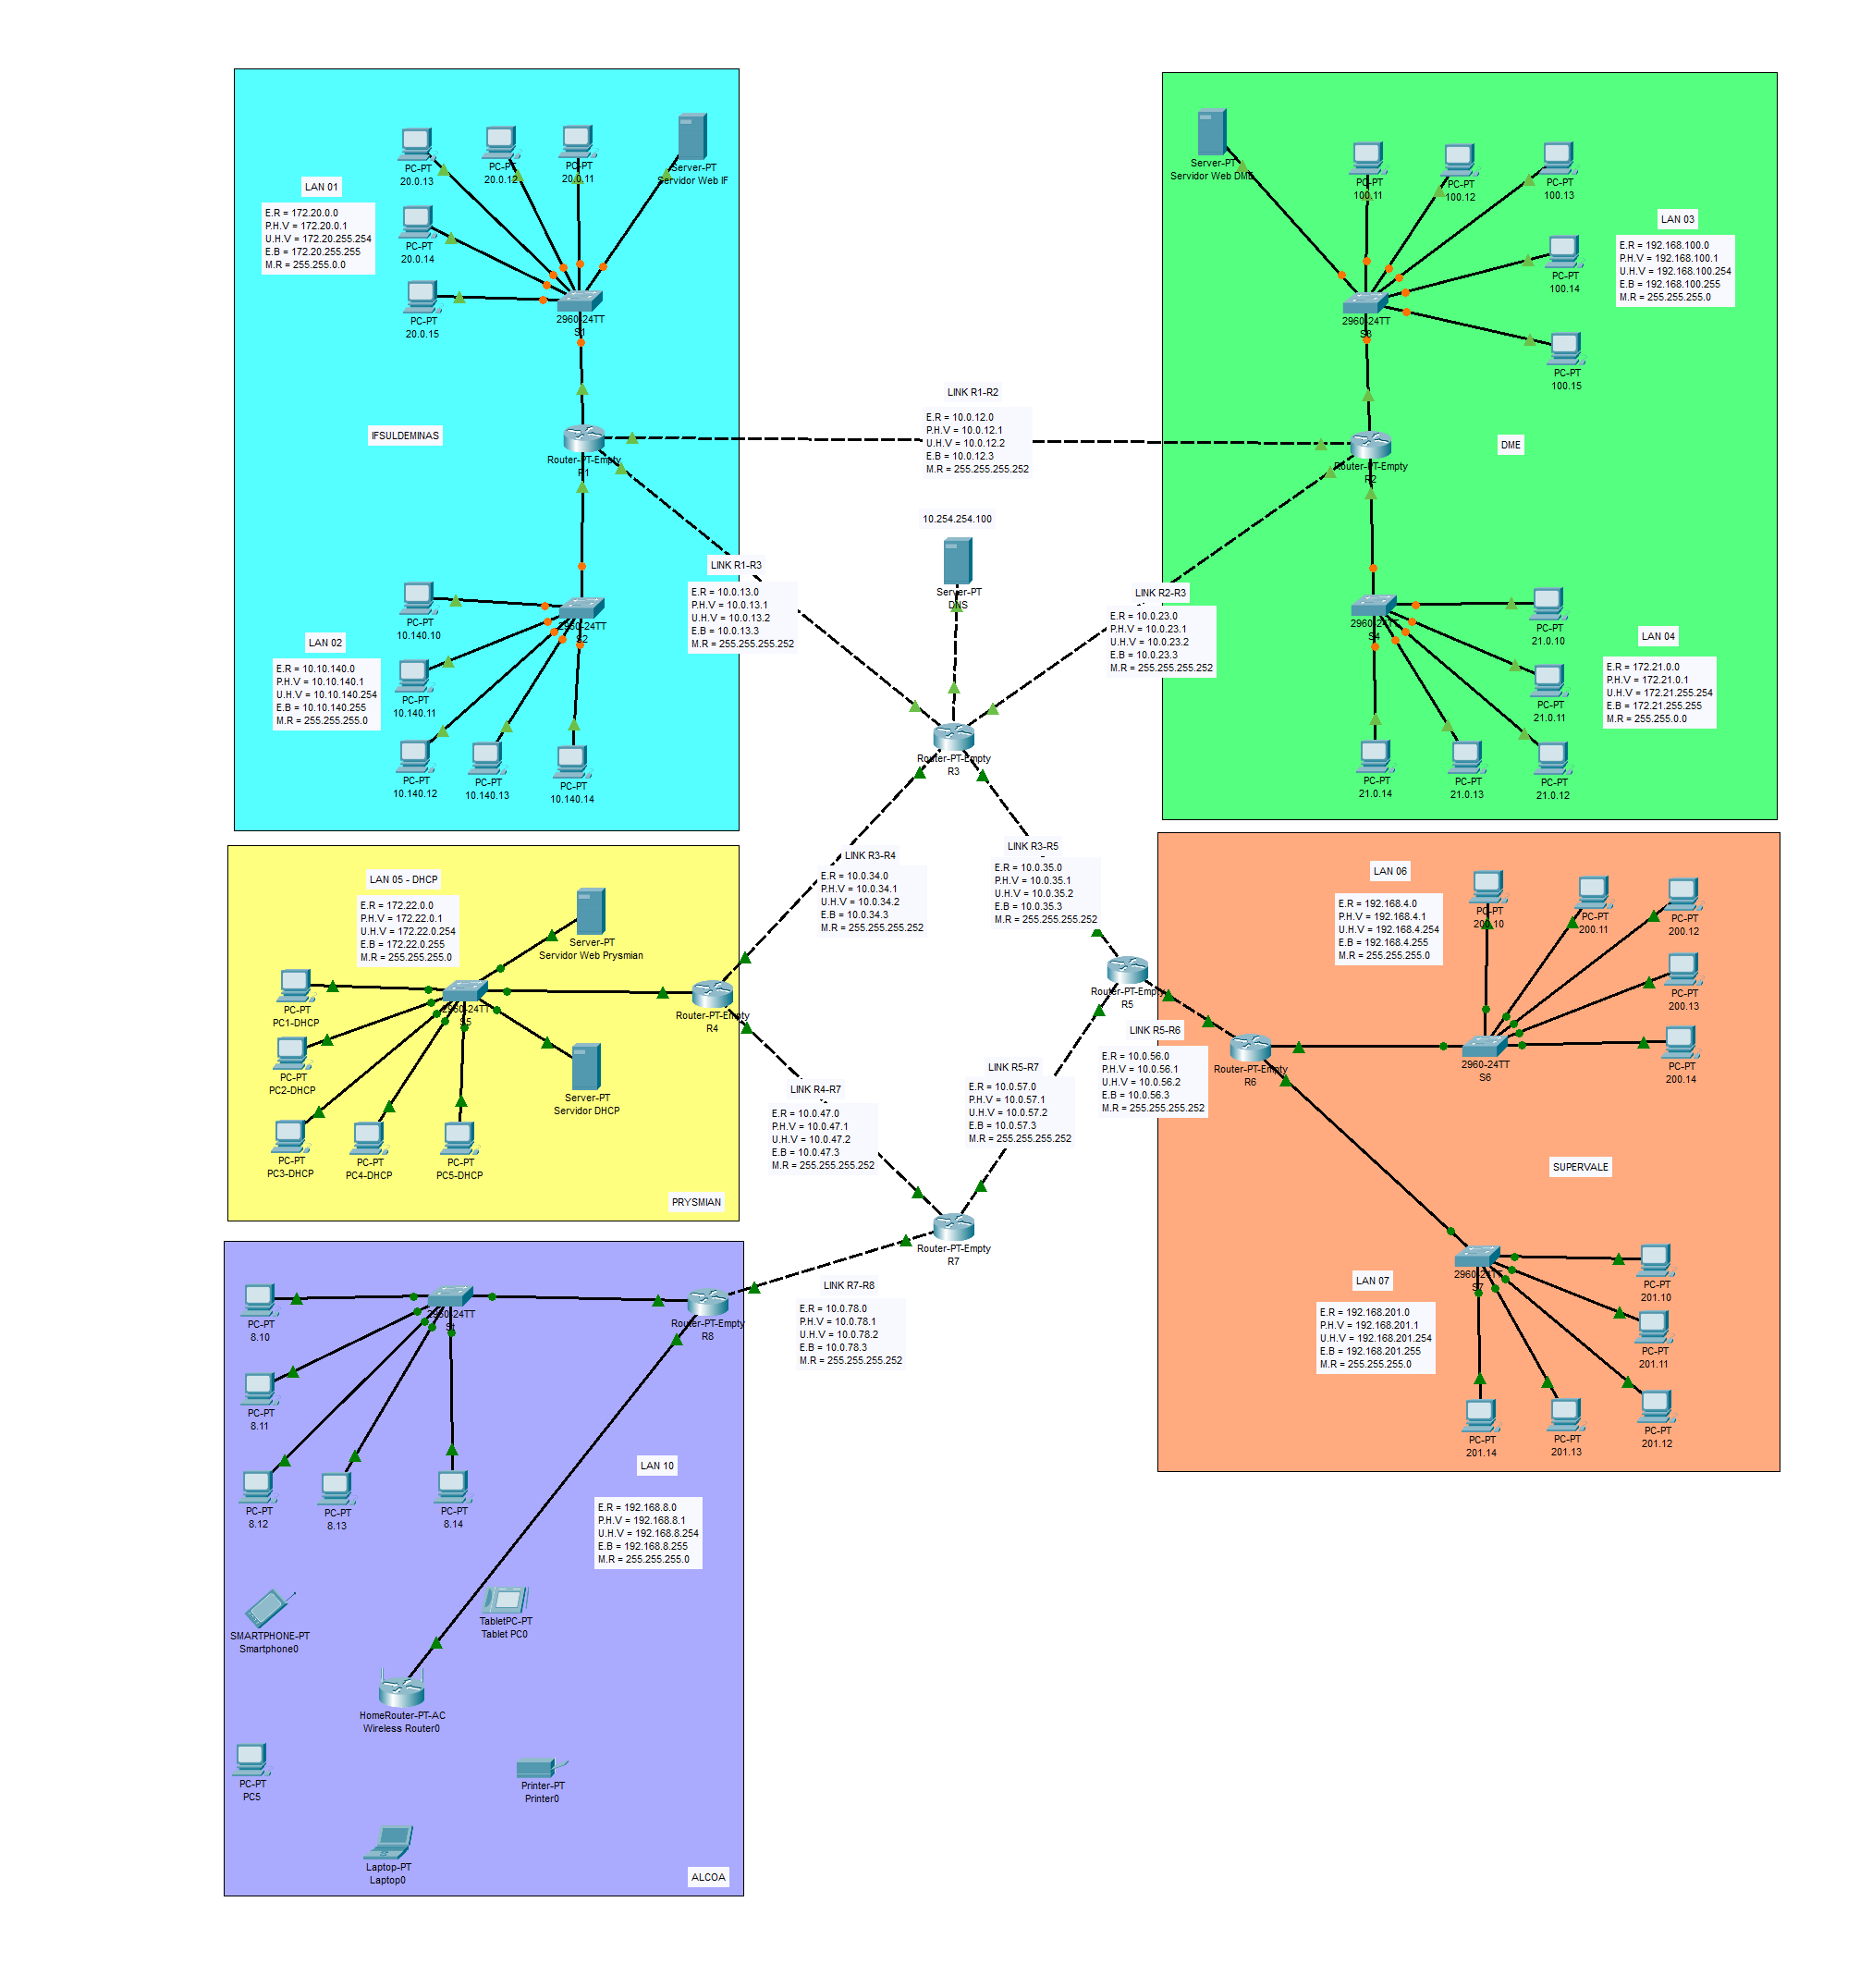 PC-PT
20.0.13
PC-PT
20.0.12
PC-PT
20.0.11
Server-PT
Servidor Web IF
LAN 01
E.R = 172.20.0.0
P.H.V = 172.20.0.1
U.H.V = 172.20.255.254
E.B = 172.20.255.255
M.R = 255.255.0.0
PC-PT
20.0.14
PC-PT
20.0.15
2960-24TT
S1
IFSULDEMINAS
Router-PT-Empty
R1
PC-PT
10.140.10
2960-24TT
S2
LAN 02
E.R = 10.10.140.0
P.H.V = 10.10.140.1
U.H.V = 10.10.140.254
E.B = 10.10.140.255
M.R = 255.255.255.0
PC-PT
10.140.11
PC-PT
10.140.12
PC-PT
10.140.13
PC-PT
10.140.14
LINK R1-R2
E.R = 10.0.12.0
P.H.V = 10.0.12.1
U.H.V = 10.0.12.2
E.B = 10.0.12.3
M.R = 255.255.255.252
10.254.254.100
Server-PT
DNS
LINK R1-R3
E.R = 10.0.13.0
P.H.V = 10.0.13.1
U.H.V = 10.0.13.2
E.B = 10.0.13.3
M.R = 255.255.255.252
LINK R2-R3
E.R = 10.0.23.0
P.H.V = 10.0.23.1
U.H.V = 10.0.23.2
E.B = 10.0.23.3
M.R = 255.255.255.252
Router-PT-Empty
R3
Server-PT
Servidor Web DME
PC-PT
100.11
PC-PT
100.12
PC-PT
100.13
LAN 03
E.R = 192.168.100.0
P.H.V = 192.168.100.1
U.H.V = 192.168.100.254
E.B = 192.168.100.255
M.R = 255.255.255.0
PC-PT
100.14
PC-PT
100.15
2960-24TT
S3
Router-PT-Empty
R2
DME
2960-24TT
S4
PC-PT
21.0.10
LAN 04
E.R = 172.21.0.0
P.H.V = 172.21.0.1
U.H.V = 172.21.255.254
E.B = 172.21.255.255
M.R = 255.255.0.0
PC-PT
21.0.11
PC-PT
21.0.14
PC-PT
21.0.13
PC-PT
21.0.12
LINK R3-R4
E.R = 10.0.34.0
P.H.V = 10.0.34.1
U.H.V = 10.0.34.2
E.B = 10.0.34.3
M.R = 255.255.255.252
LINK R3-R5
E.R = 10.0.35.0
P.H.V = 10.0.35.1
U.H.V = 10.0.35.2
E.B = 10.0.35.3
M.R = 255.255.255.252
LAN 05 - DHCP
E.R = 172.22.0.0
P.H.V = 172.22.0.1
U.H.V = 172.22.0.254
E.B = 172.22.0.255
M.R = 255.255.255.0
Server-PT
Servidor Web Prysmian
PC-PT
PC1-DHCP
2960-24TT
S5
Router-PT-Empty
R4
PC-PT
PC2-DHCP
Server-PT
Servidor DHCP
PC-PT
PC3-DHCP
PC-PT
PC4-DHCP
PC-PT
PC5-DHCP
PRYSMIAN
LINK R4-R7
E.R = 10.0.47.0
P.H.V = 10.0.47.1
U.H.V = 10.0.47.2
E.B = 10.0.47.3
M.R = 255.255.255.252
LINK R5-R7
E.R = 10.0.57.0
P.H.V = 10.0.57.1
U.H.V = 10.0.57.2
E.B = 10.0.57.3
M.R = 255.255.255.252
Router-PT-Empty
R5
LINK R5-R6
E.R = 10.0.56.0
P.H.V = 10.0.56.1
U.H.V = 10.0.56.2
E.B = 10.0.56.3
M.R = 255.255.255.252
Router-PT-Empty
R6
LAN 06
E.R = 192.168.4.0
P.H.V = 192.168.4.1
U.H.V = 192.168.4.254
E.B = 192.168.4.255
M.R = 255.255.255.0
PC-PT
200.10
PC-PT
200.11
PC-PT
200.12
PC-PT
200.13
PC-PT
200.14
2960-24TT
S6
SUPERVALE
2960-24TT
S7
LAN 07
E.R = 192.168.201.0
P.H.V = 192.168.201.1
U.H.V = 192.168.201.254
E.B = 192.168.201.255
M.R = 255.255.255.0
PC-PT
201.10
PC-PT
201.11
PC-PT
201.12
PC-PT
201.13
PC-PT
201.14
Router-PT-Empty
R7
LINK R7-R8
E.R = 10.0.78.0
P.H.V = 10.0.78.1
U.H.V = 10.0.78.2
E.B = 10.0.78.3
M.R = 255.255.255.252
PC-PT
8.10
2960-24TT
Router-PT-Empty
R8
PC-PT
8.11
PC-PT
8.12
PC-PT
8.13
PC-PT
8.14
LAN 10
E.R = 192.168.8.0
P.H.V = 192.168.8.1
U.H.V = 192.168.8.254
E.B = 192.168.8.255
M.R = 255.255.255.0
SMARTPHONE-PT
Smartphone0
TabletPC-PT
Tablet PC0
HomeRouter-PT-AC
Wireless Router0
PC-PT
PC5
Printer-PT
Printer0
Laptop-PT
Laptop0
ALCOA